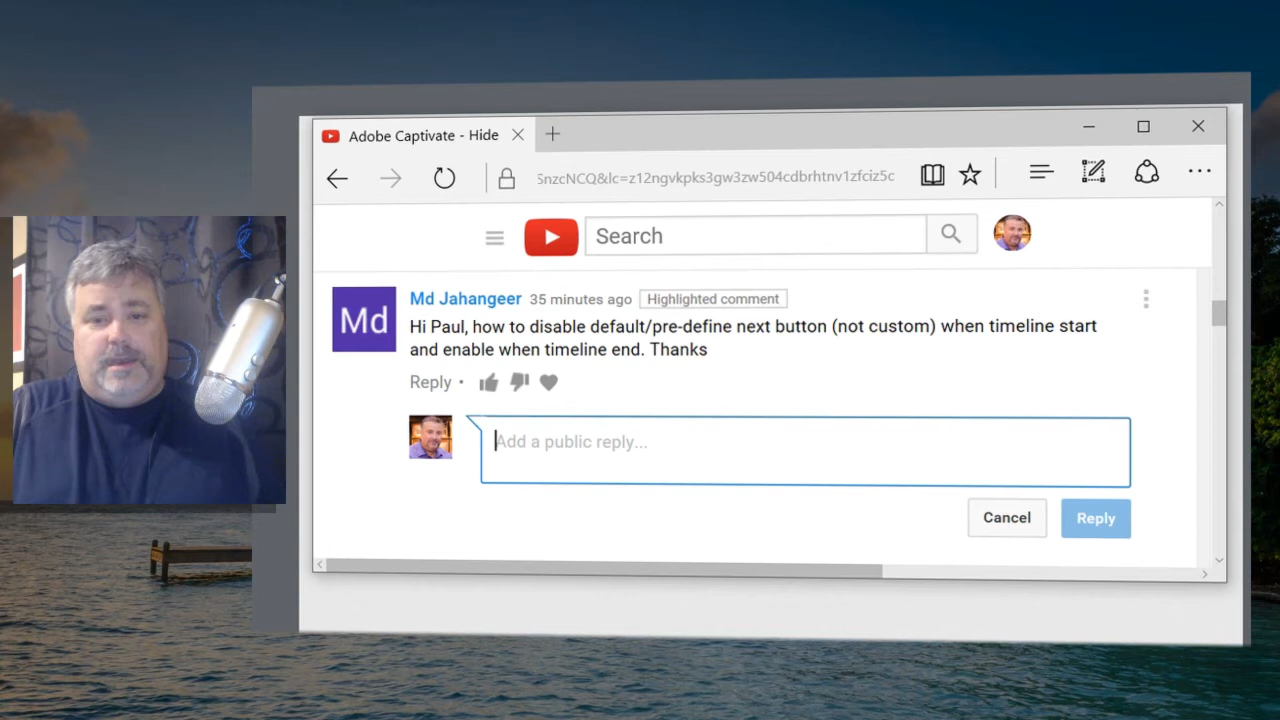 Adobe Captivate - Hide
SnzcNCQ&lc=z12ngvkpks3gw3zw504cdbrhtnv1zfciz5c
Search
Md
Md Jahangeer 35 minutes ago Highlighted comment
Hi Paul, how to disable default/pre-define next button (not custom) when timeline start
and enable when timeline end. Thanks
Reply •
Add a public reply...
Cancel Reply